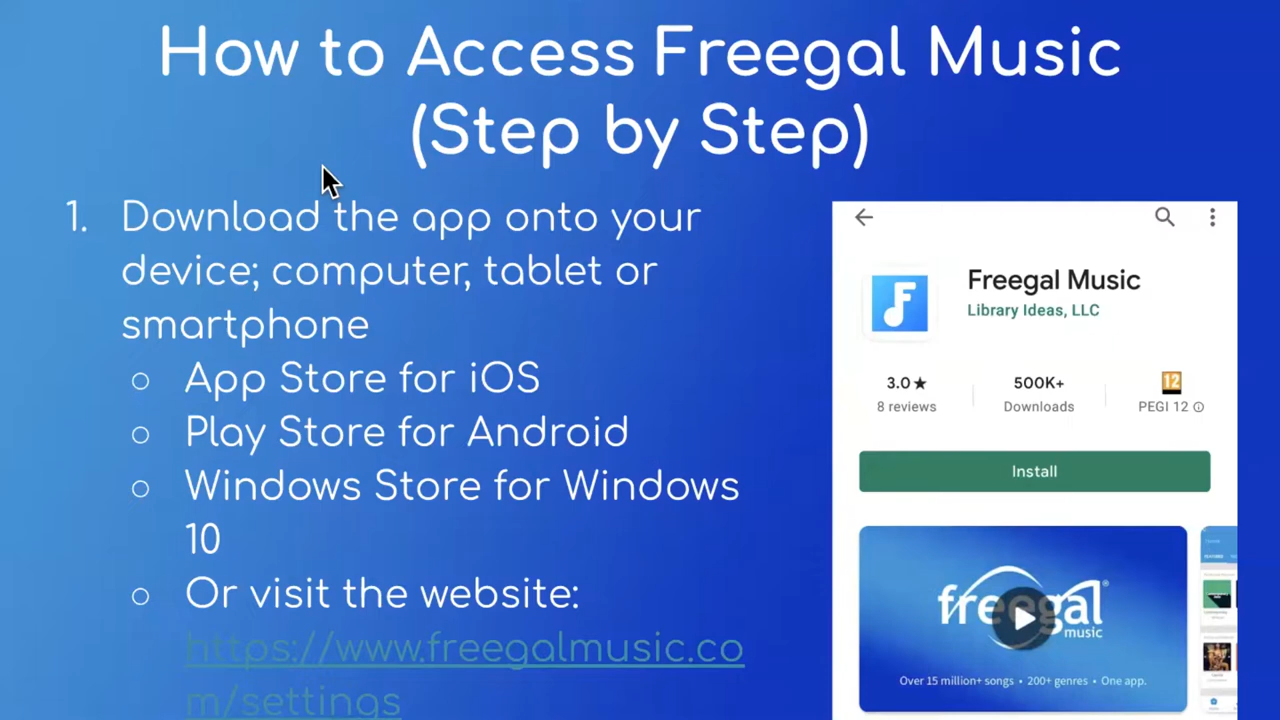 How to Access Freegal Music
(Step by Step)
1. Download the app onto your
device; computer, tablet or
smartphone
○ App Store for iOS
○ Play Store for Android
○ Windows Store for Windows
10
○ Or visit the website:
https://www.freegalmusic.co
m/settings
Freegal Music
Library Ideas, LLC
3.0★ 500K+ 12
8 reviews Downloads PEGI 12
Install
freegal®
music
Over 15 million+ songs • 200+ genres • One app.